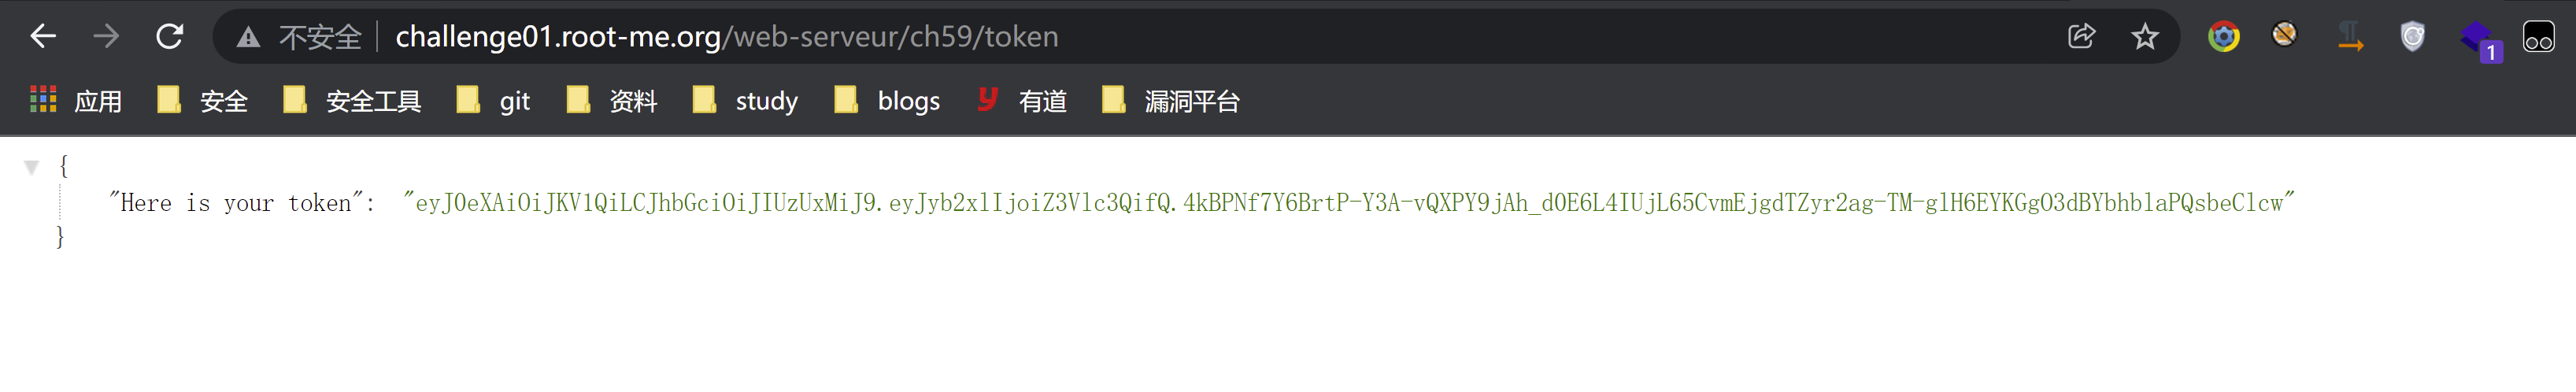 不安全 challenge01.root-me.org/web-serveur/ch59/token 1
应用 安全 安全工具 git 资料 study blogs 有道 漏洞平台
{
"Here is your token": "eyJ0eXAiOiJKV1QiLCJhbGciOiJIUzUxMiJ9.eyJyb2xlIjoiZ3Vlc3QifQ.4kBPNf7Y6BrtP-Y3A-vQXPY9jAh_d0E6L4IUjL65CvmEjgdTZyr2ag-TM-glH6EYKGgO3dBYbhblaPQsbeClcw"
}